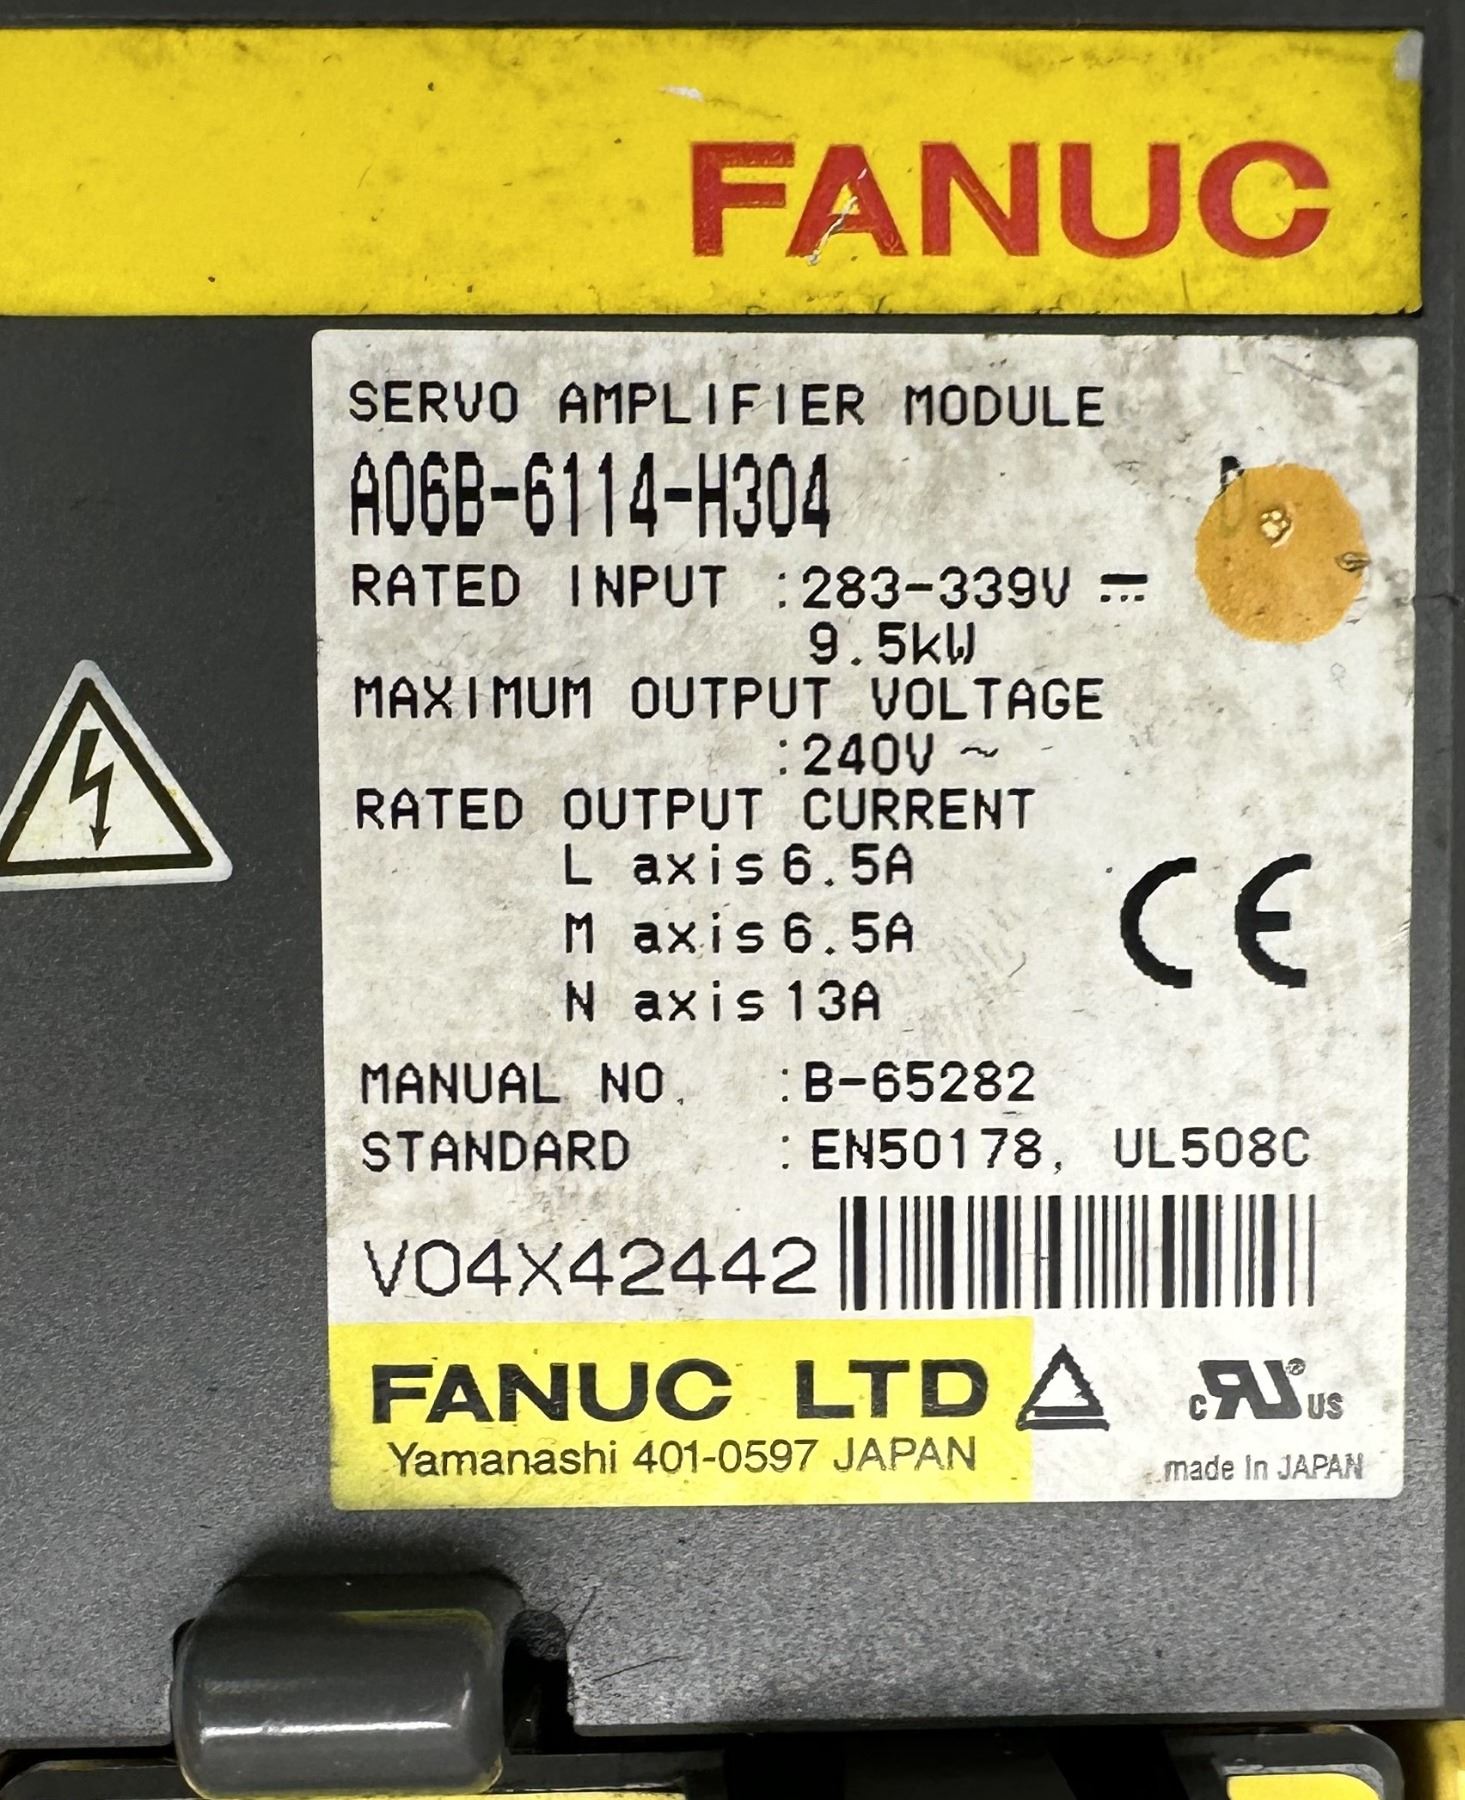 FANUC
SERVO AMPLIFIER MODULE
A06B-6114-H304
RATED INPUT :283-339V ⎓
9.5kW
MAXIMUM OUTPUT VOLTAGE
:240V ~
RATED OUTPUT CURRENT
L axis 6.5A
M axis 6.5A
N axis 13A
CE
MANUAL NO. :B-65282
STANDARD :EN50178, UL508C
V04X42442
FANUC LTD
Yamanashi 401-0597 JAPAN
c RU ® US
made in JAPAN